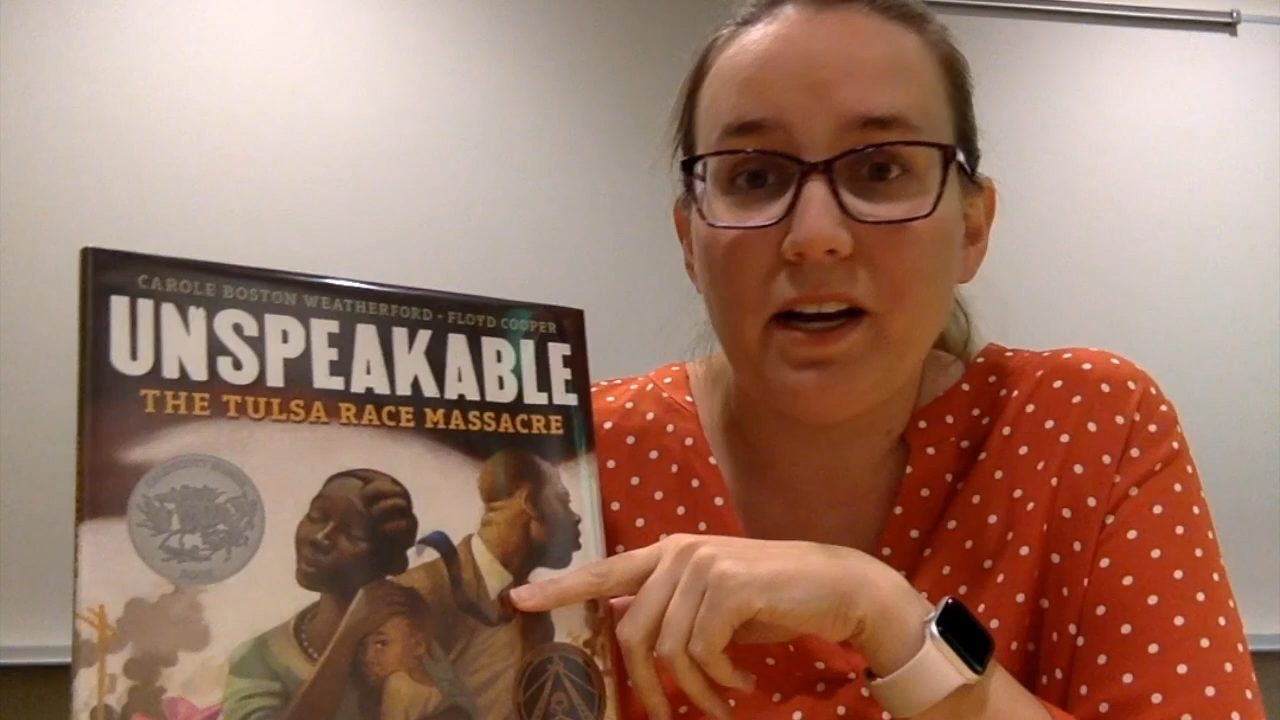 CAROLE BOSTON WEATHERFORD • FLOYD COOPER
UNSPEAKABLE
THE TULSA RACE MASSACRE